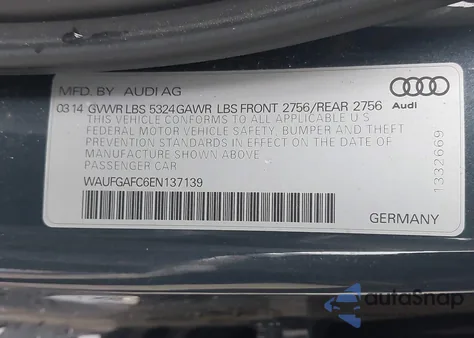 MFD. BY AUDI AG
03 14 GVWR LBS 5324 GAWR LBS FRONT 2756/REAR 2756
THIS VEHICLE CONFORMS TO ALL APPLICABLE U S
FEDERAL MOTOR VEHICLE SAFETY, BUMPER AND THEFT
PREVENTION STANDARDS IN EFFECT ON THE DATE OF
MANUFACTURE SHOWN ABOVE
PASSENGER CAR
WAUFGAFC6EN137139
Audi
1332669
GERMANY
autoSnap